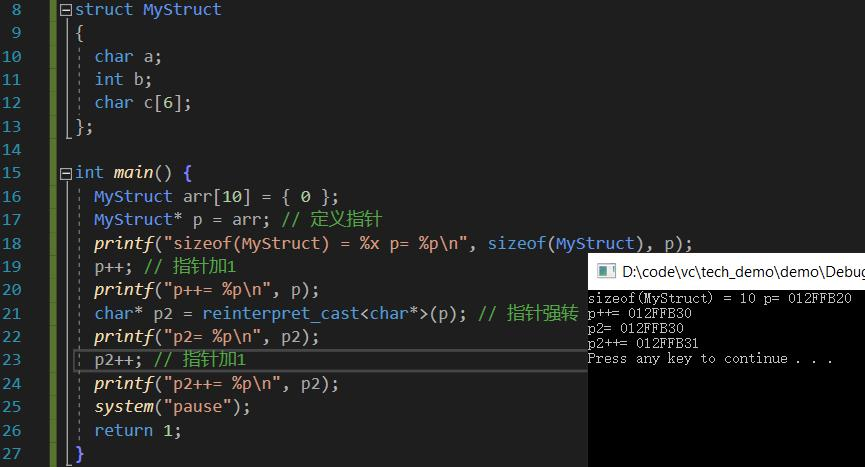 8 struct MyStruct
9 {
10 char a;
11 int b;
12 char c[6];
13 };
14
15 int main() {
16 MyStruct arr[10] = { 0 };
17 MyStruct* p = arr; // 定义指针
18 printf("sizeof(MyStruct) = %x p= %p\n", sizeof(MyStruct), p);
19 p++; // 指针加1
20 printf("p++= %p\n", p);
21 char* p2 = reinterpret_cast<char*>(p); // 指针强转
22 printf("p2= %p\n", p2);
23 p2++; // 指针加1
24 printf("p2++= %p\n", p2);
25 system("pause");
26 return 1;
27 }
D:\code\vc\tech_demo\demo\Debug
sizeof(MyStruct) = 10 p= 012FFB20
p++= 012FFB30
p2= 012FFB30
p2++= 012FFB31
Press any key to continue . . .